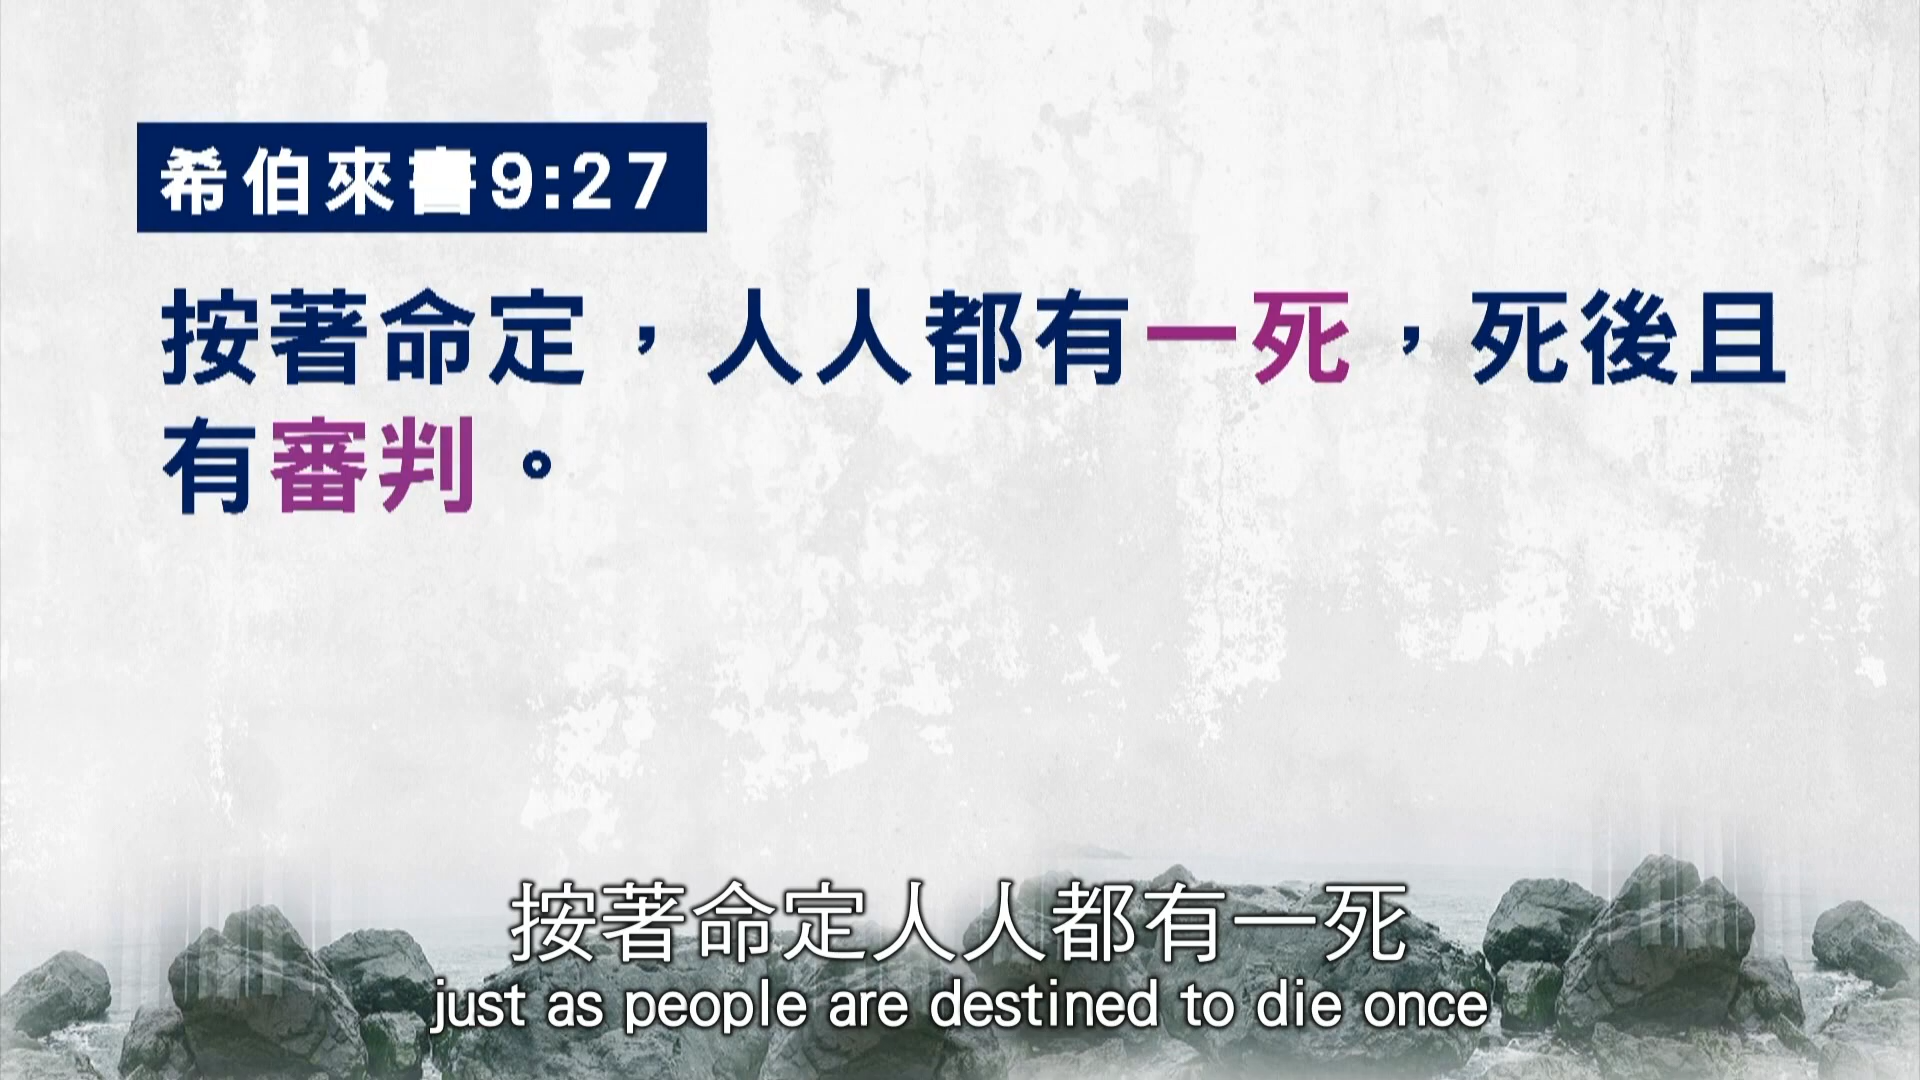 希伯來書9:27
按著命定，人人都有一死，死後且
有審判。
按著命定人人都有一死
just as people are destined to die once